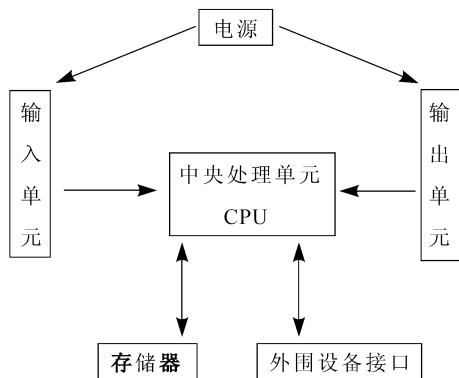 电源
输入单元
中央处理单元
CPU
输出单元
存储器
外围设备接口